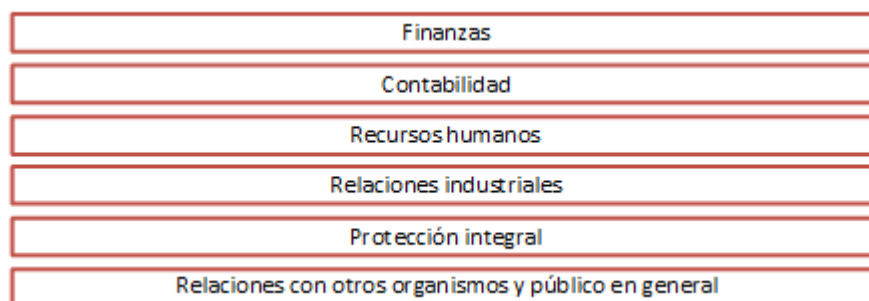 Finanzas
Contabilidad
Recursos humanos
Relaciones industriales
Protección integral
Relaciones con otros organismos y público en general